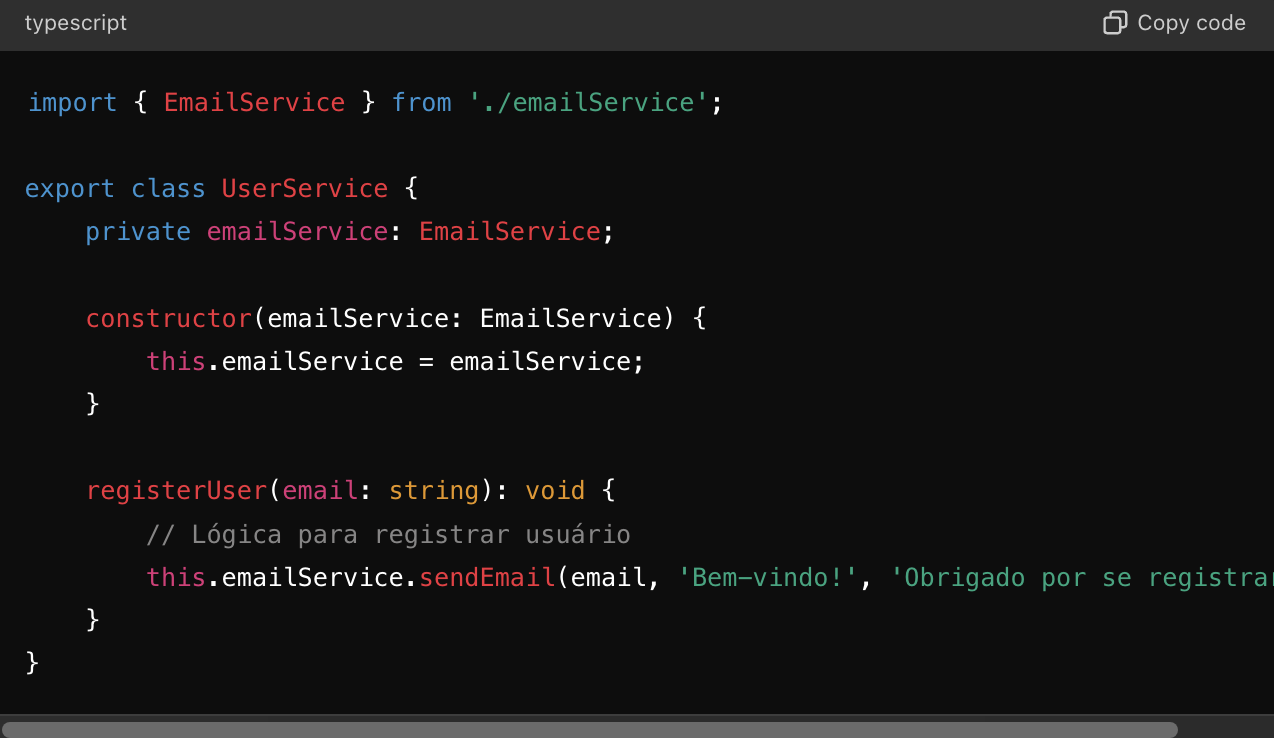 typescript
Copy code
import { EmailService } from './emailService';
export class UserService {
private emailService: EmailService;
constructor(emailService: EmailService) {
this.emailService = emailService;
}
registerUser(email: string): void {
// Lógica para registrar usuário
this.emailService.sendEmail(email, 'Bem-vindo!', 'Obrigado por se registrar
}
}